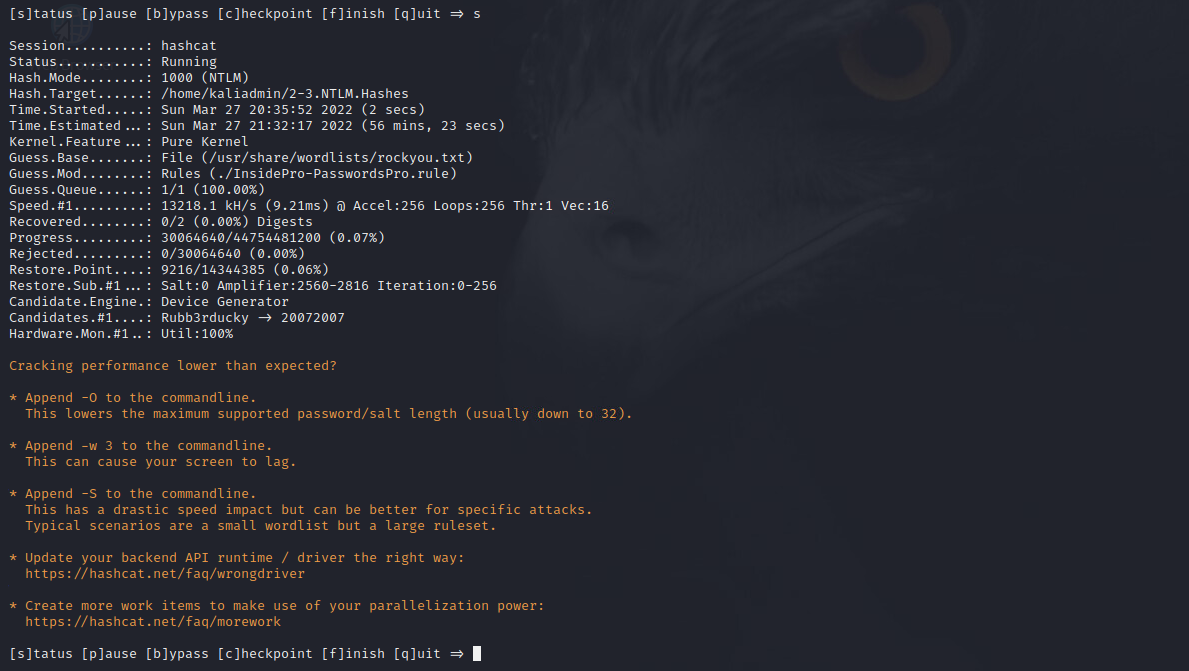 [s]tatus [p]ause [b]ypass [c]heckpoint [f]inish [q]uit => s
Session..........: hashcat
Status...........: Running
Hash.Mode........: 1000 (NTLM)
Hash.Target......: /home/kaliadmin/2-3.NTLM.Hashes
Time.Started.....: Sun Mar 27 20:35:52 2022 (2 secs)
Time.Estimated...: Sun Mar 27 21:32:17 2022 (56 mins, 23 secs)
Kernel.Feature...: Pure Kernel
Guess.Base.......: File (/usr/share/wordlists/rockyou.txt)
Guess.Mod........: Rules (./InsidePro-PasswordsPro.rule)
Guess.Queue......: 1/1 (100.00%)
Speed.#1.........: 13218.1 kH/s (9.21ms) @ Accel:256 Loops:256 Thr:1 Vec:16
Recovered........: 0/2 (0.00%) Digests
Progress.........: 30064640/44754481200 (0.07%)
Rejected.........: 0/30064640 (0.00%)
Restore.Point....: 9216/14344385 (0.06%)
Restore.Sub.#1...: Salt:0 Amplifier:2560-2816 Iteration:0-256
Candidate.Engine.: Device Generator
Candidates.#1....: Rubb3rducky -> 20072007
Hardware.Mon.#1..: Util:100%
Cracking performance lower than expected?
* Append -O to the commandline.
This lowers the maximum supported password/salt length (usually down to 32).
* Append -w 3 to the commandline.
This can cause your screen to lag.
* Append -S to the commandline.
This has a drastic speed impact but can be better for specific attacks.
Typical scenarios are a small wordlist but a large ruleset.
* Update your backend API runtime / driver the right way:
https://hashcat.net/faq/wrongdriver
* Create more work items to make use of your parallelization power:
https://hashcat.net/faq/morework
[s]tatus [p]ause [b]ypass [c]heckpoint [f]inish [q]uit =>